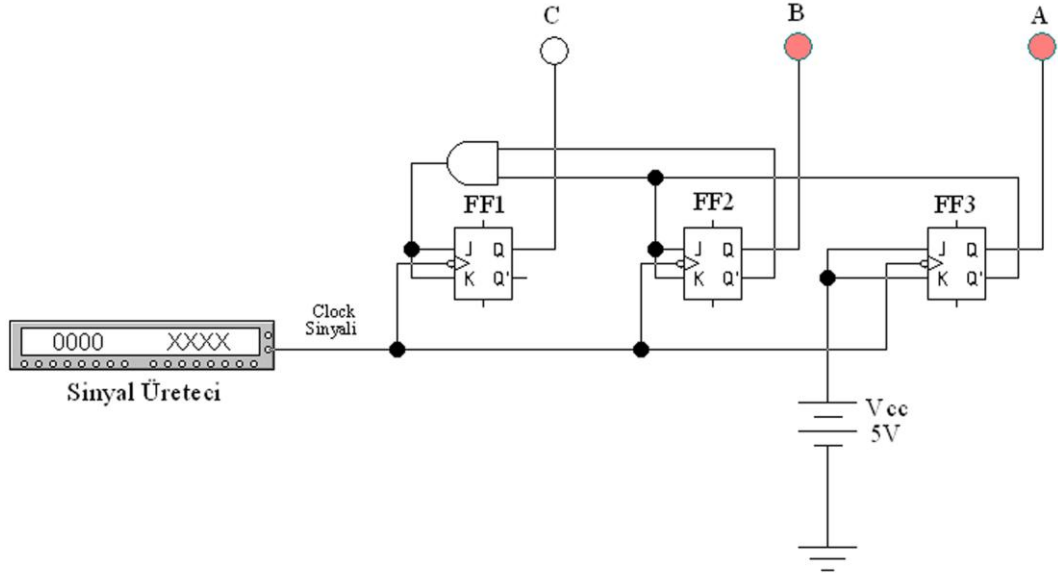 C
B
A
FF1
FF2
FF3
J Q
K Q'
J Q
K Q'
J Q
K Q'
Clock
Sinyali
0000 XXXX
Sinyal Üreteci
Vcc
5V